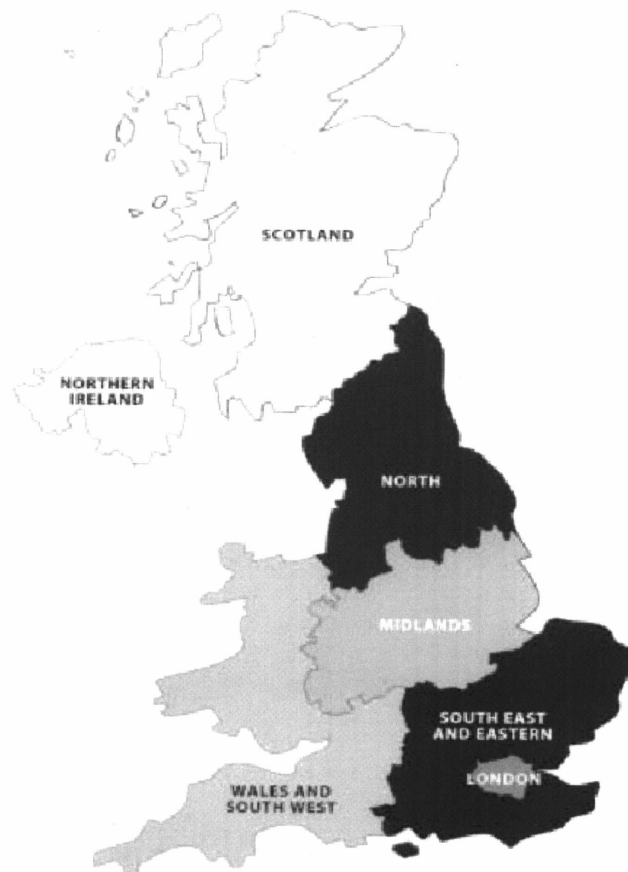 SCOTLAND
NORTHERN
IRELAND
NORTH
MIDLANDS
SOUTH EAST
AND EASTERN
LONDON
WALES AND
SOUTH WEST